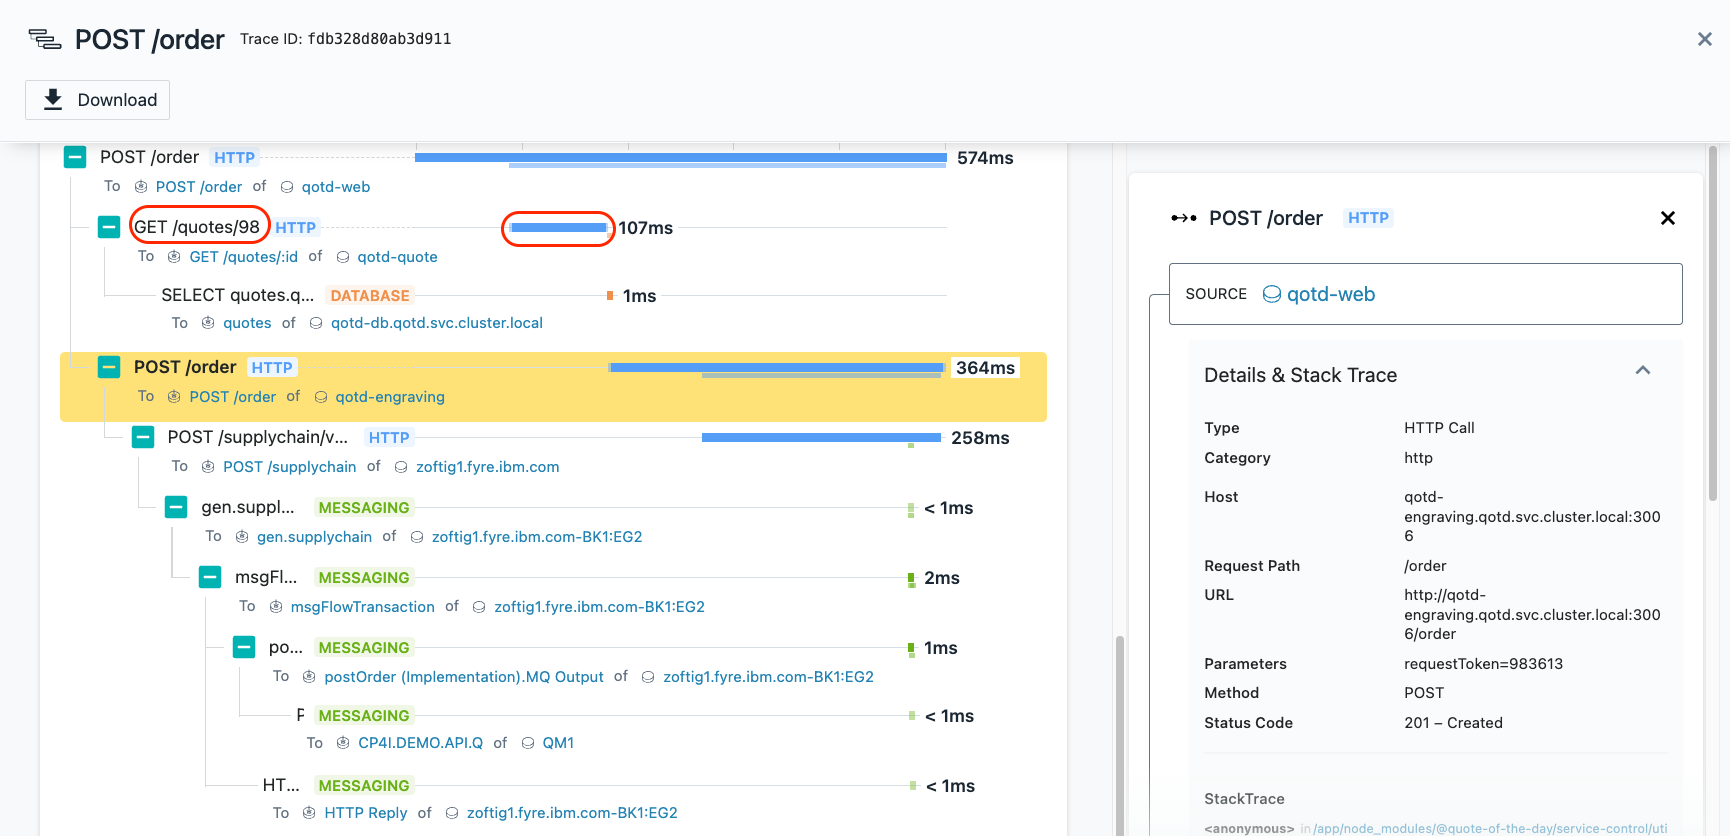 POST /order Trace ID: fdb328d80ab3d911
Download
POST /order HTTP 574ms
To POST /order of qotd-web
GET /quotes/98 HTTP 107ms
To GET /quotes/:id of qotd-quote
SELECT quotes.q... DATABASE 1ms
To quotes of qotd-db.qotd.svc.cluster.local
POST /order HTTP 364ms
To POST /order of qotd-engraving
POST /supplychain/v... HTTP 258ms
To POST /supplychain of zoftig1.fyre.ibm.com
gen.suppl... MESSAGING < 1ms
To gen.supplychain of zoftig1.fyre.ibm.com-BK1:EG2
msgFl... MESSAGING 2ms
To msgFlowTransaction of zoftig1.fyre.ibm.com-BK1:EG2
po... MESSAGING 1ms
To postOrder (Implementation).MQ Output of zoftig1.fyre.ibm.com-BK1:EG2
P MESSAGING < 1ms
To CP4I.DEMO.API.Q of QM1
HT... MESSAGING < 1ms
To HTTP Reply of zoftig1.fyre.ibm.com-BK1:EG2
POST /order HTTP
SOURCE qotd-web
Details & Stack Trace
Type HTTP Call
Category http
Host qotd-
engraving.qotd.svc.cluster.local:300
6
Request Path /order
URL http://qotd-
engraving.qotd.svc.cluster.local:300
6/order
Parameters requestToken=983613
Method POST
Status Code 201 – Created
StackTrace
<anonymous> in /app/node_modules/@quote-of-the-day/service-control/uti